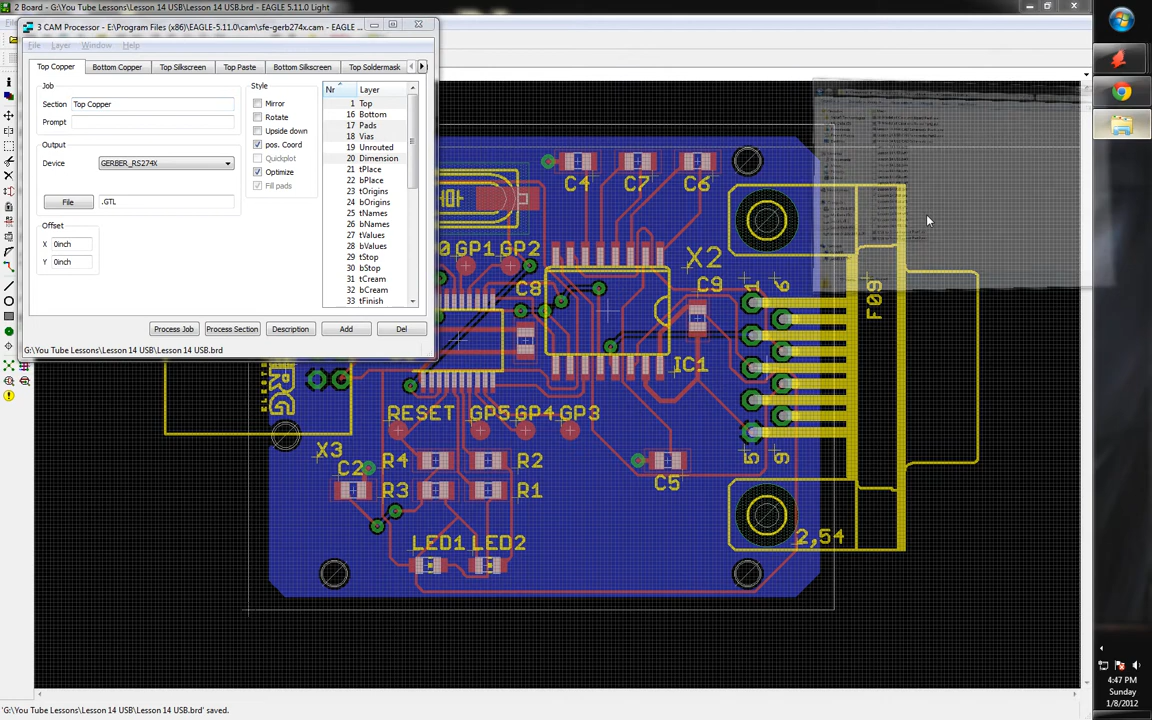 2 Board - G:\You Tube Lessons\Lesson 14 USB\Lesson 14 USB.brd - EAGLE 5.11.0 Light
3 CAM Processor - E:\Program Files (x86)\EAGLE-5.11.0\cam\sfe-gerb274x.cam - EAGLE ...
File Layer Window Help
Top Copper Bottom Copper Top Silkscreen Top Paste Bottom Silkscreen Top Soldermask
Job
Section Top Copper
Prompt
Output
Device GERBER_RS274X
File .GTL
Offset
X 0inch
Y 0inch
Style
Mirror
Rotate
Upside down
pos. Coord
Quickplot
Optimize
Fill pads
Nr Layer
1 Top
16 Bottom
17 Pads
18 Vias
19 Unrouted
20 Dimension
21 tPlace
22 bPlace
23 tOrigins
24 bOrigins
25 tNames
26 bNames
27 tValues
28 bValues
29 tStop
30 bStop
31 tCream
32 bCream
33 tFinish
Process Job Process Section Description Add Del
G:\You Tube Lessons\Lesson 14 USB\Lesson 14 USB.brd
C4 C7 C6
0 GP1 GP2
X2
C8 C9
1 6
F09
IC1
RESET GP5 GP4 GP3
5 9
X3
C2 R4 R2
R3 R1
C5
LED1 LED2
2,54
4:47 PM
Sunday
1/8/2012
'G:\You Tube Lessons\Lesson 14 USB\Lesson 14 USB.brd' saved.